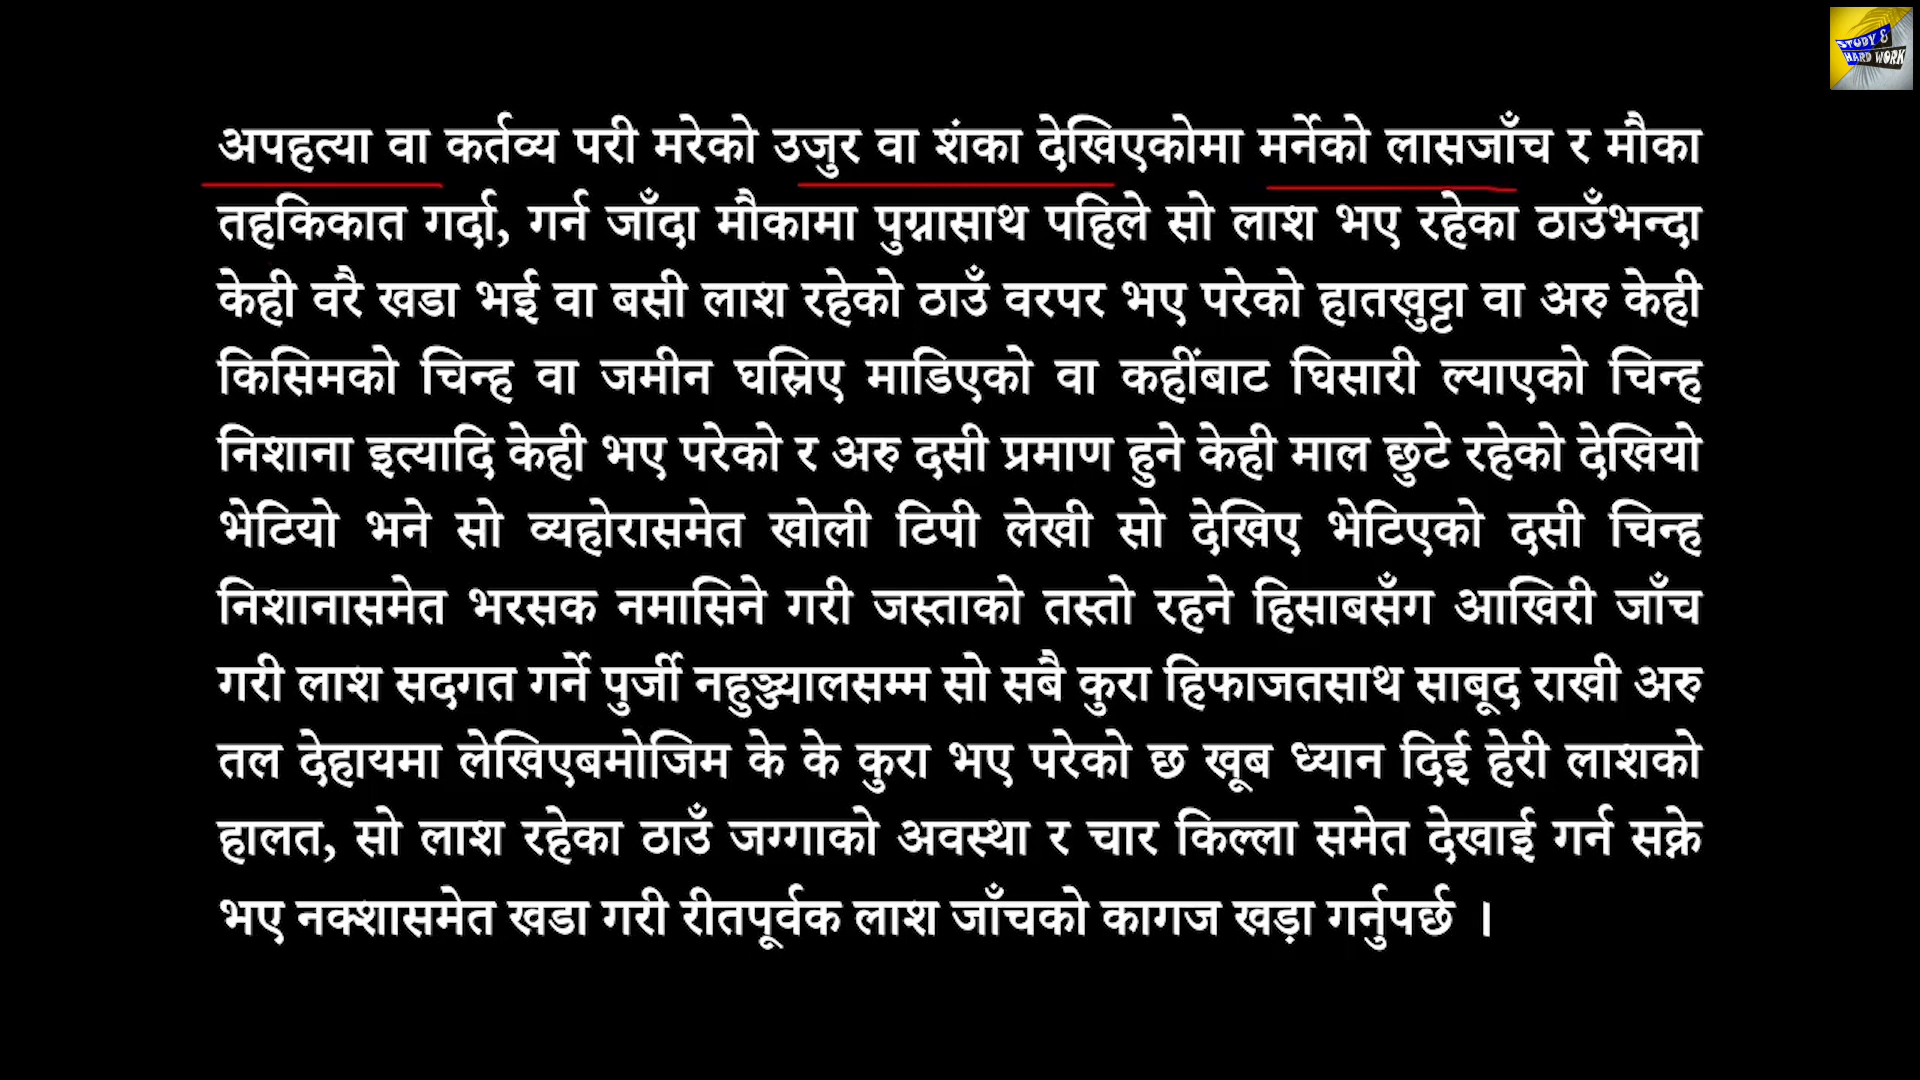 STUDY &
HARD WORK
अपहत्या वा कर्तव्य परी मरेको उजुर वा शंका देखिएकोमा मर्नेको लासजाँच र मौका
तहकिकात गर्दा, गर्न जाँदा मौकामा पुग्नासाथ पहिले सो लाश भए रहेका ठाउँभन्दा
केही वरै खडा भई वा बसी लाश रहेको ठाउँ वरपर भए परेको हातखुट्टा वा अरु केही
किसिमको चिन्ह वा जमीन घस्रिए माडिएको वा कहींबाट घिसारी ल्याएको चिन्ह
निशाना इत्यादि केही भए परेको र अरु दसी प्रमाण हुने केही माल छुटे रहेको देखियो
भेटियो भने सो व्यहोरासमेत खोली टिपी लेखी सो देखिए भेटिएको दसी चिन्ह
निशानासमेत भरसक नमासिने गरी जस्ताको तस्तो रहने हिसाबसँग आखिरी जाँच
गरी लाश सदगत गर्ने पुर्जी नहुञ्ज्यालसम्म सो सबै कुरा हिफाजतसाथ साबूद राखी अरु
तल देहायमा लेखिएबमोजिम के के कुरा भए परेको छ खूब ध्यान दिई हेरी लाशको
हालत, सो लाश रहेका ठाउँ जग्गाको अवस्था र चार किल्ला समेत देखाई गर्न सक्ने
भए नक्शासमेत खडा गरी रीतपूर्वक लाश जाँचको कागज खड़ा गर्नुपर्छ ।